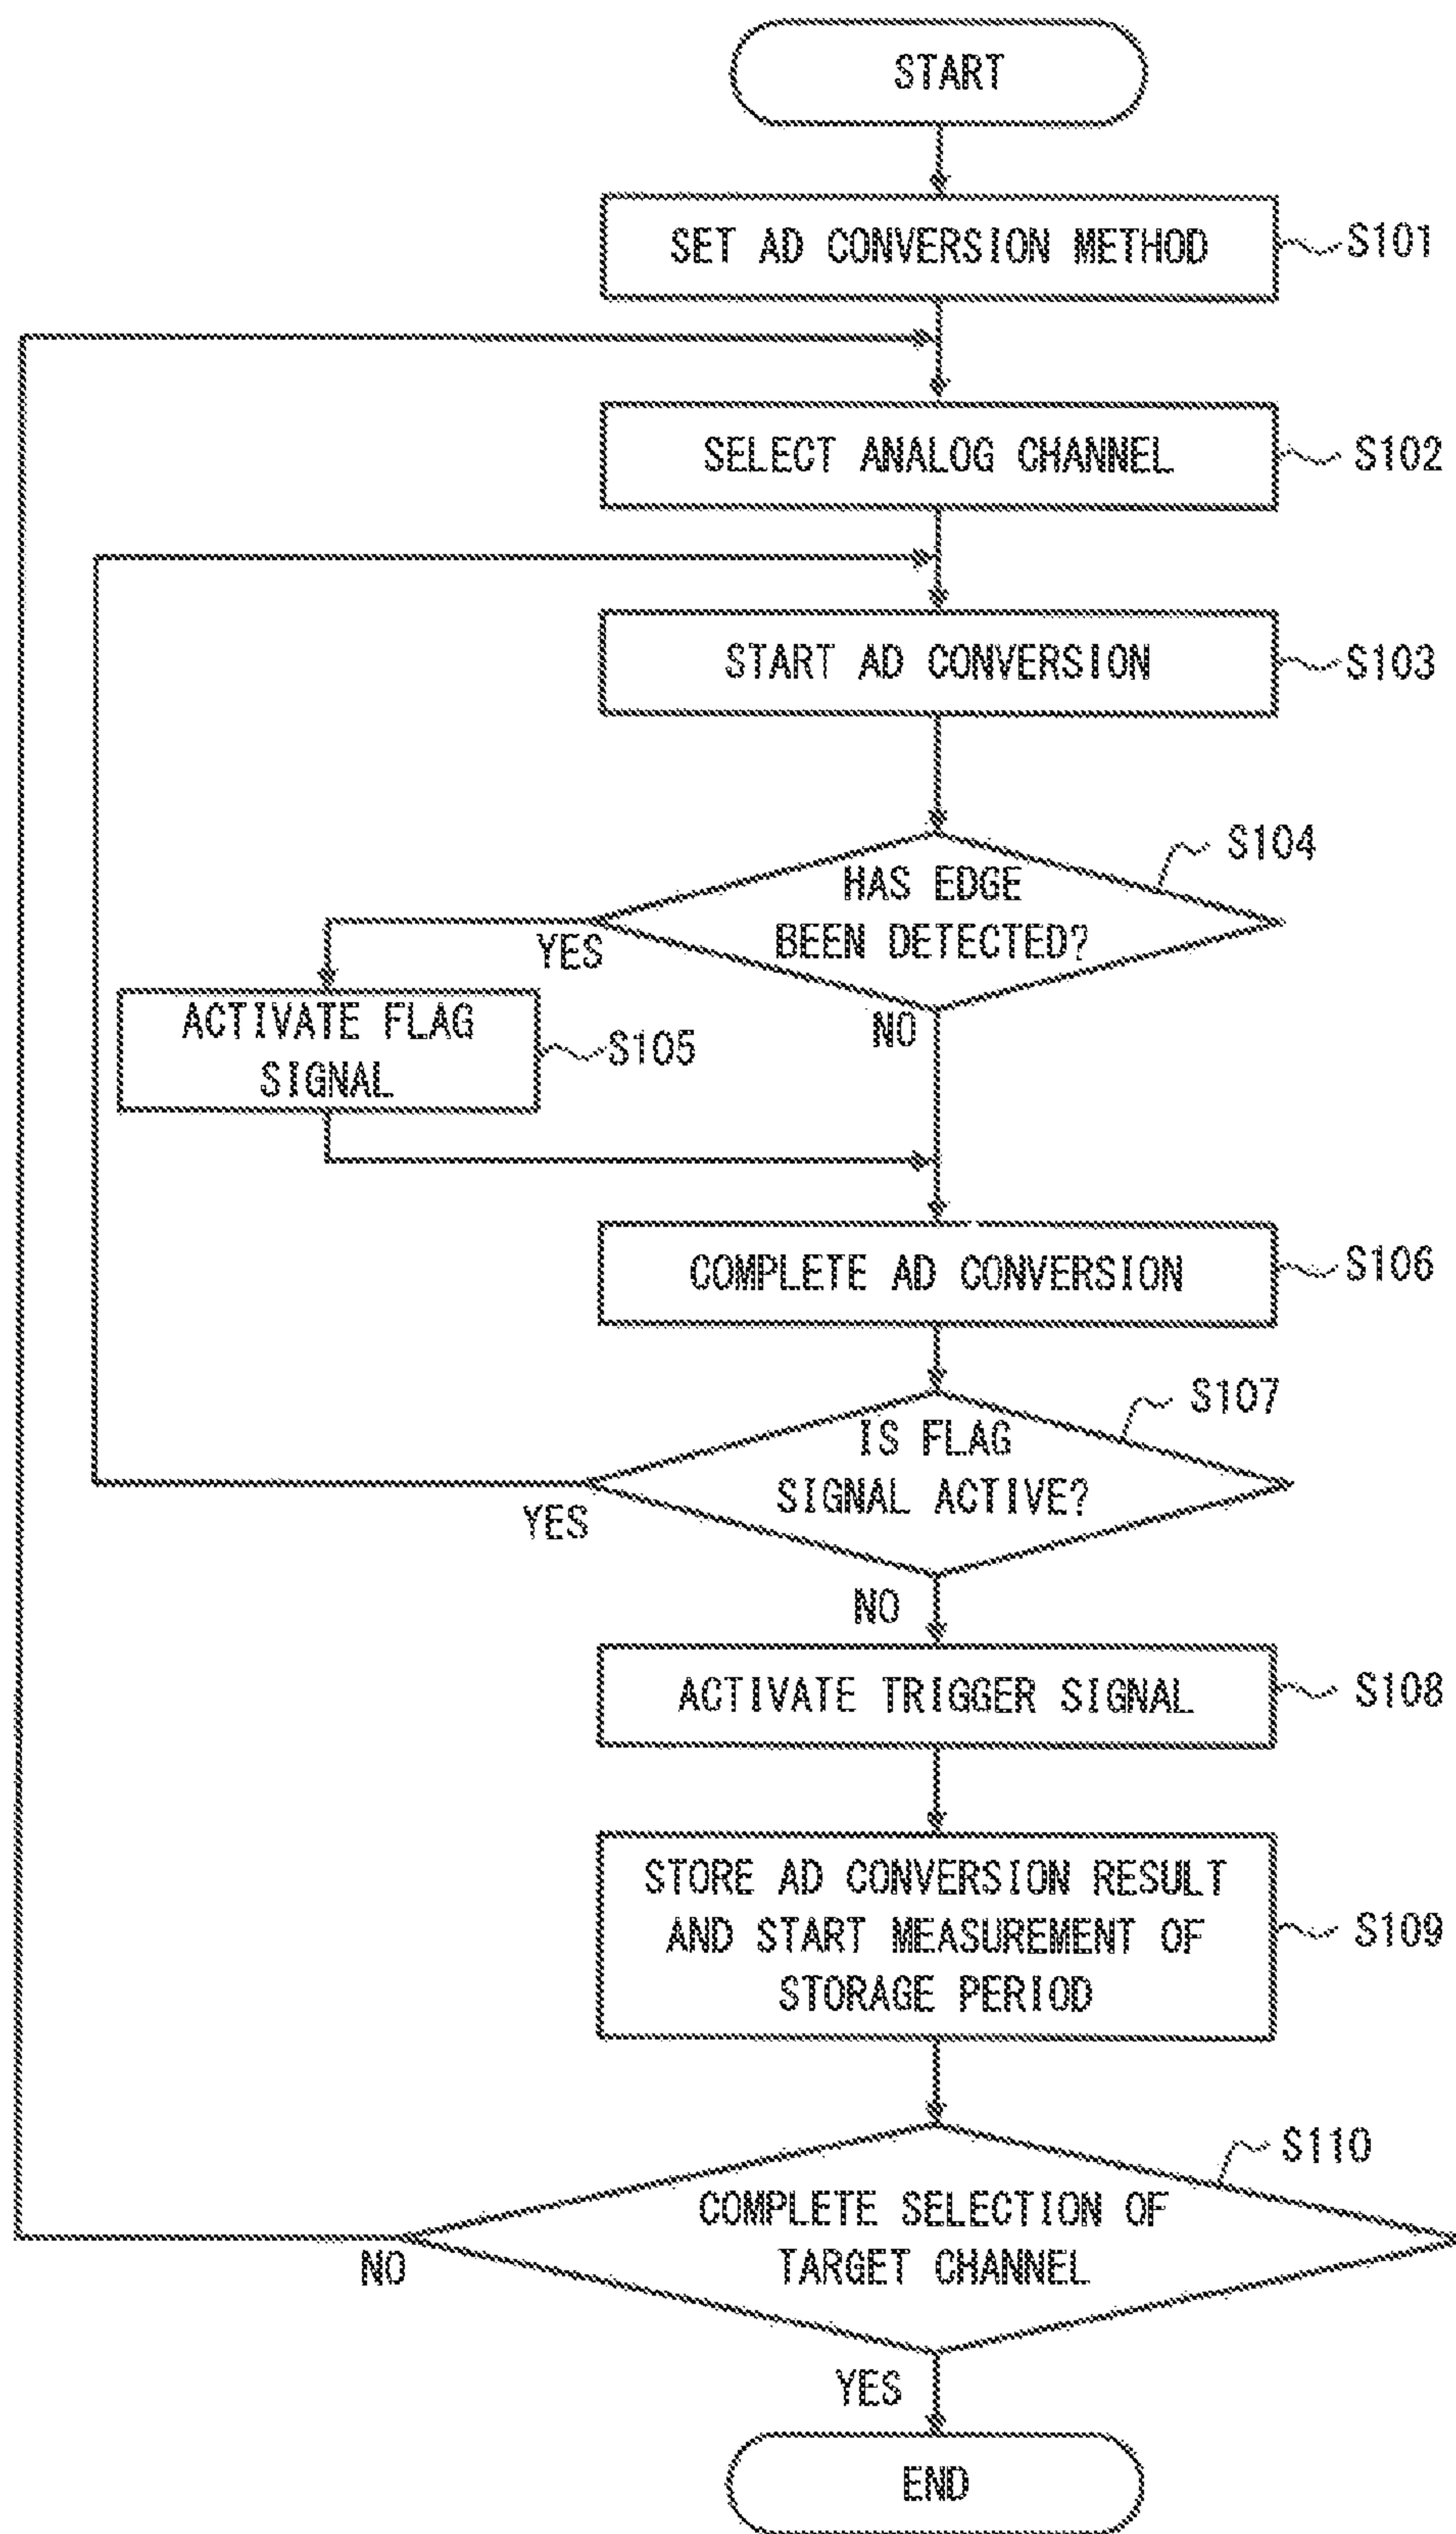 START
SET AD CONVERSION METHOD
S101
SELECT ANALOG CHANNEL
S102
START AD CONVERSION
S103
S104
HAS EDGE
BEEN DETECTED?
YES
NO
ACTIVATE FLAG
SIGNAL
S105
COMPLETE AD CONVERSION
S106
S107
IS FLAG
SIGNAL ACTIVE?
YES
NO
ACTIVATE TRIGGER SIGNAL
S108
STORE AD CONVERSION RESULT
AND START MEASUREMENT OF
STORAGE PERIOD
S109
S110
COMPLETE SELECTION OF
TARGET CHANNEL
NO
YES
END